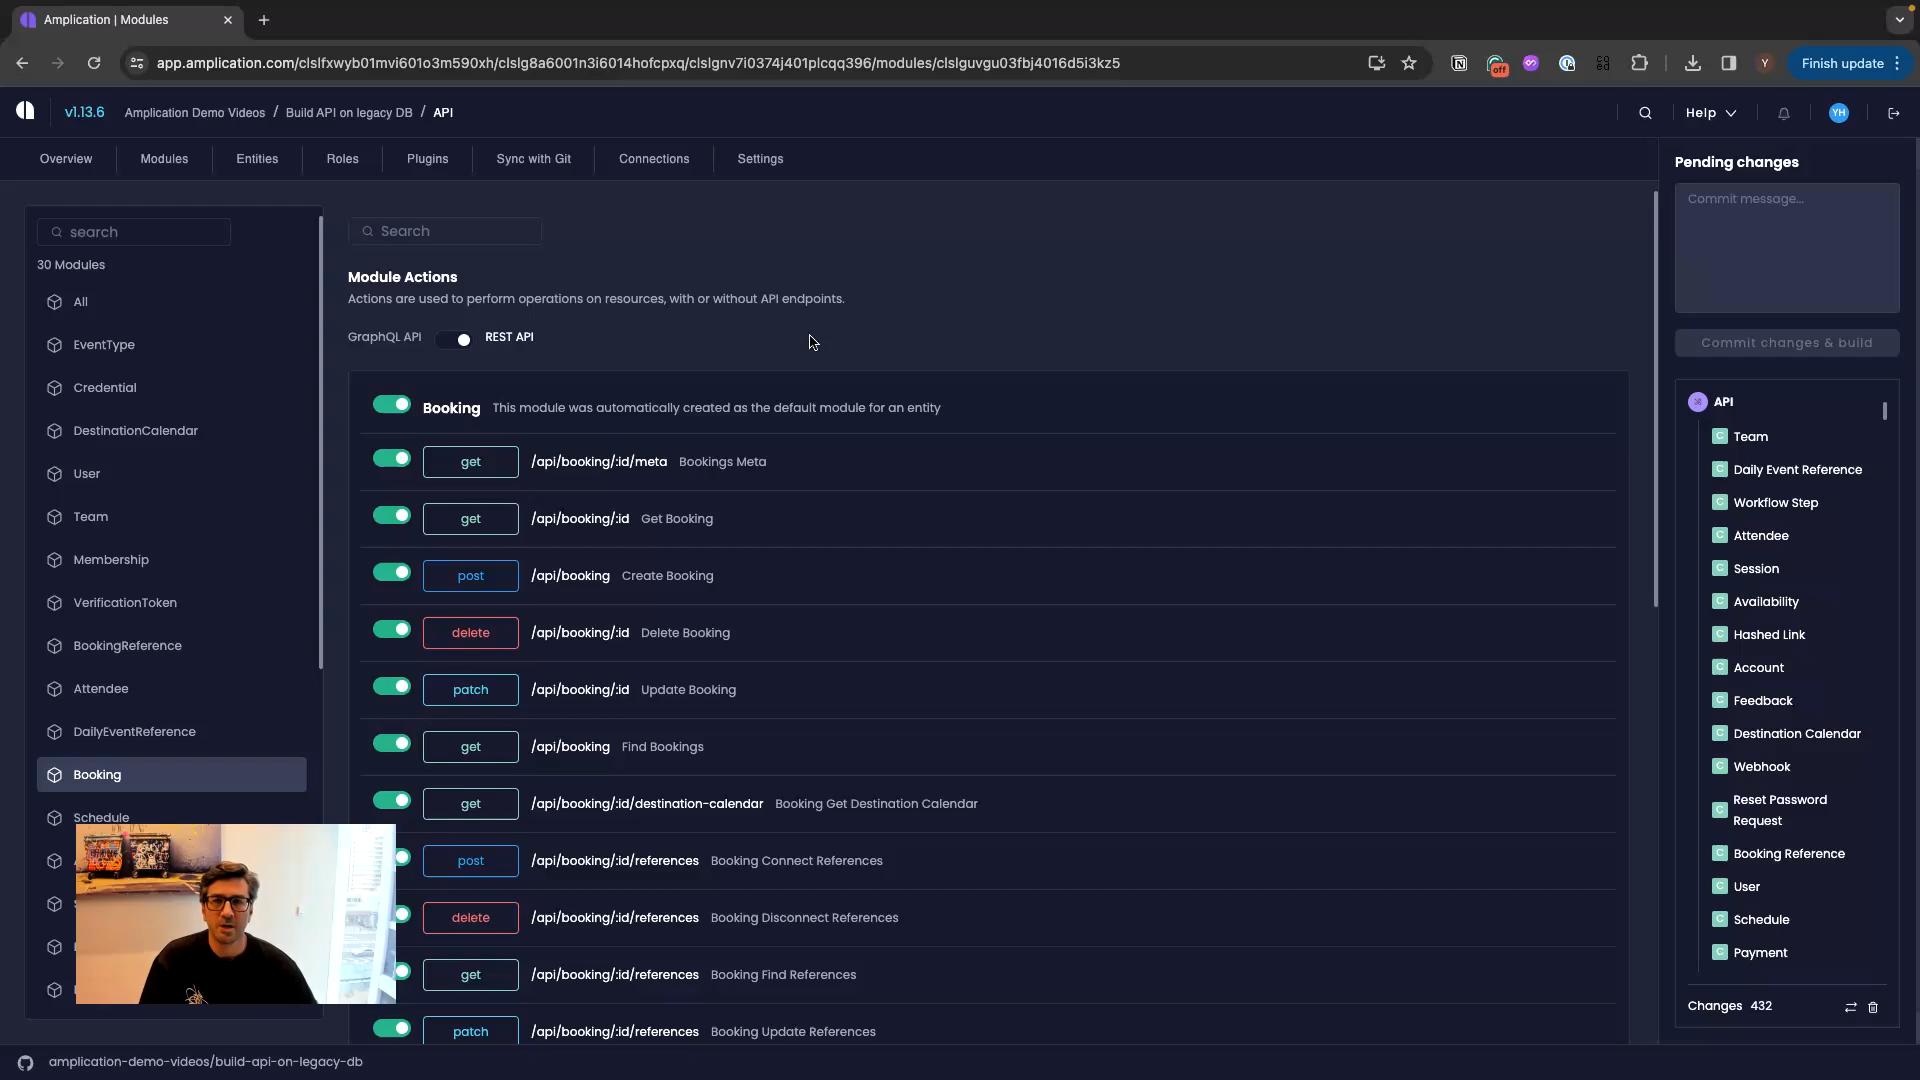 Amplication | Modules
app.amplication.com/clslfxwyb01mvi601o3m590xh/clslg8a6001n3i6014hofcpxq/clslgnv7i0374j401plcqq396/modules/clslguvgu03fbj4016d5i3kz5
off
Y
Finish update
v1.13.6
Amplication Demo Videos / Build API on legacy DB / API
Help
YH
Overview
Modules
Entities
Roles
Plugins
Sync with Git
Connections
Settings
search
30 Modules
All
EventType
Credential
DestinationCalendar
User
Team
Membership
VerificationToken
BookingReference
Attendee
DailyEventReference
Booking
Schedule
Search
Module Actions
Actions are used to perform operations on resources, with or without API endpoints.
GraphQL API
REST API
Booking This module was automatically created as the default module for an entity
get /api/booking/:id/meta Bookings Meta
get /api/booking/:id Get Booking
post /api/booking Create Booking
delete /api/booking/:id Delete Booking
patch /api/booking/:id Update Booking
get /api/booking Find Bookings
get /api/booking/:id/destination-calendar Booking Get Destination Calendar
post /api/booking/:id/references Booking Connect References
delete /api/booking/:id/references Booking Disconnect References
get /api/booking/:id/references Booking Find References
patch /api/booking/:id/references Booking Update References
Pending changes
Commit message...
Commit changes & build
API
C Team
C Daily Event Reference
C Workflow Step
C Attendee
C Session
C Availability
C Hashed Link
C Account
C Feedback
C Destination Calendar
C Webhook
C Reset Password
Request
C Booking Reference
C User
C Schedule
C Payment
Changes 432
amplication-demo-videos/build-api-on-legacy-db